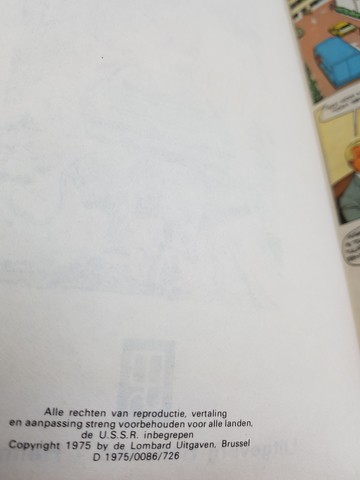 Alle rechten van reproductie, vertaling
en aanpassing streng voorbehouden voor alle landen,
de U.S.S.R. inbegrepen
Copyright 1975 by de Lombard Uitgaven, Brussel
D 1975/0086/726